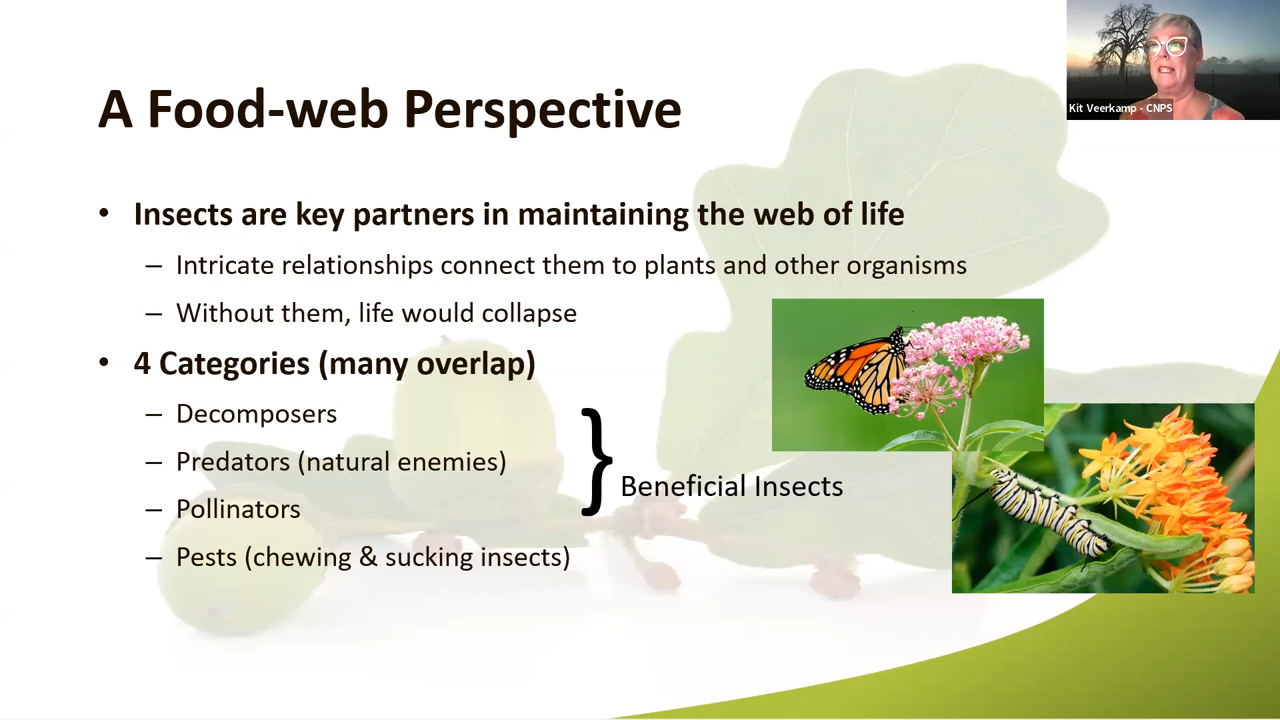 A Food-web Perspective
Kit Veerkamp - CNPS
• Insects are key partners in maintaining the web of life
– Intricate relationships connect them to plants and other organisms
– Without them, life would collapse
• 4 Categories (many overlap)
– Decomposers
– Predators (natural enemies)
– Pollinators
– Pests (chewing & sucking insects)
} Beneficial Insects